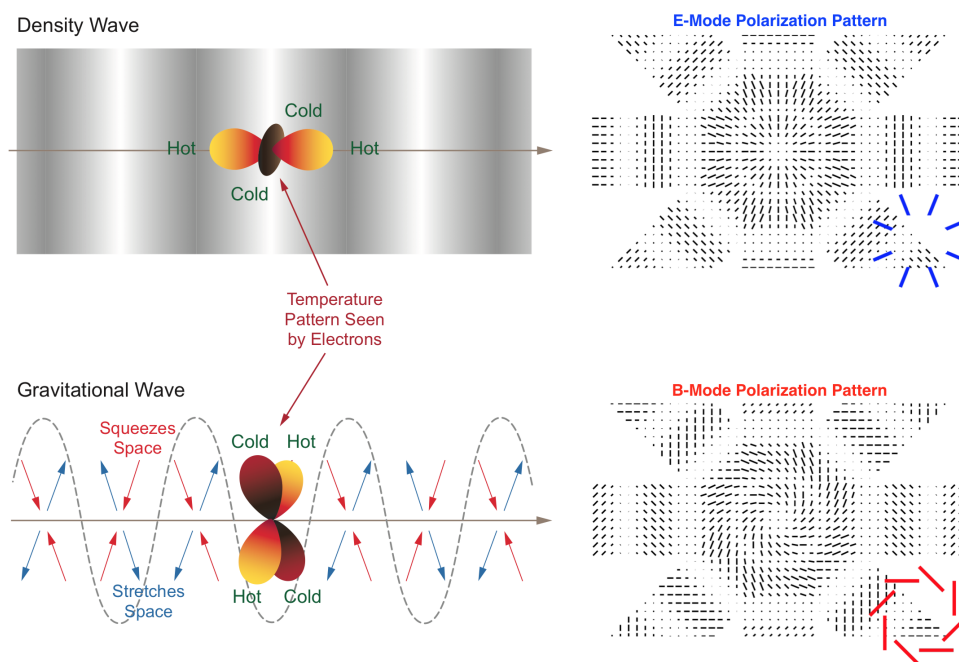 Density Wave
E-Mode Polarization Pattern
Cold
Hot
Hot
Cold
Temperature
Pattern Seen
by Electrons
Gravitational Wave
B-Mode Polarization Pattern
Squeezes
Space
Cold
Hot
Stretches
Space
Hot
Cold